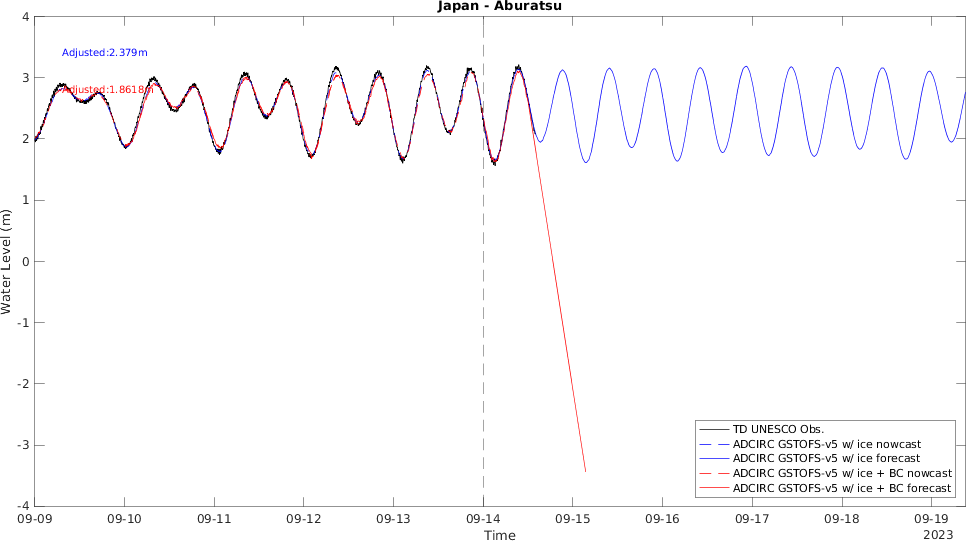 Japan - Aburatsu
4
3
2
1
0
-1
-2
-3
-4
Water Level (m)
Adjusted:2.379m
Adjusted:1.8618m
TD UNESCO Obs.
ADCIRC GSTOFS-v5 w/ ice nowcast
ADCIRC GSTOFS-v5 w/ ice forecast
ADCIRC GSTOFS-v5 w/ ice + BC nowcast
ADCIRC GSTOFS-v5 w/ ice + BC forecast
09-09 09-10 09-11 09-12 09-13 09-14 09-15 09-16 09-17 09-18 09-19
Time
2023